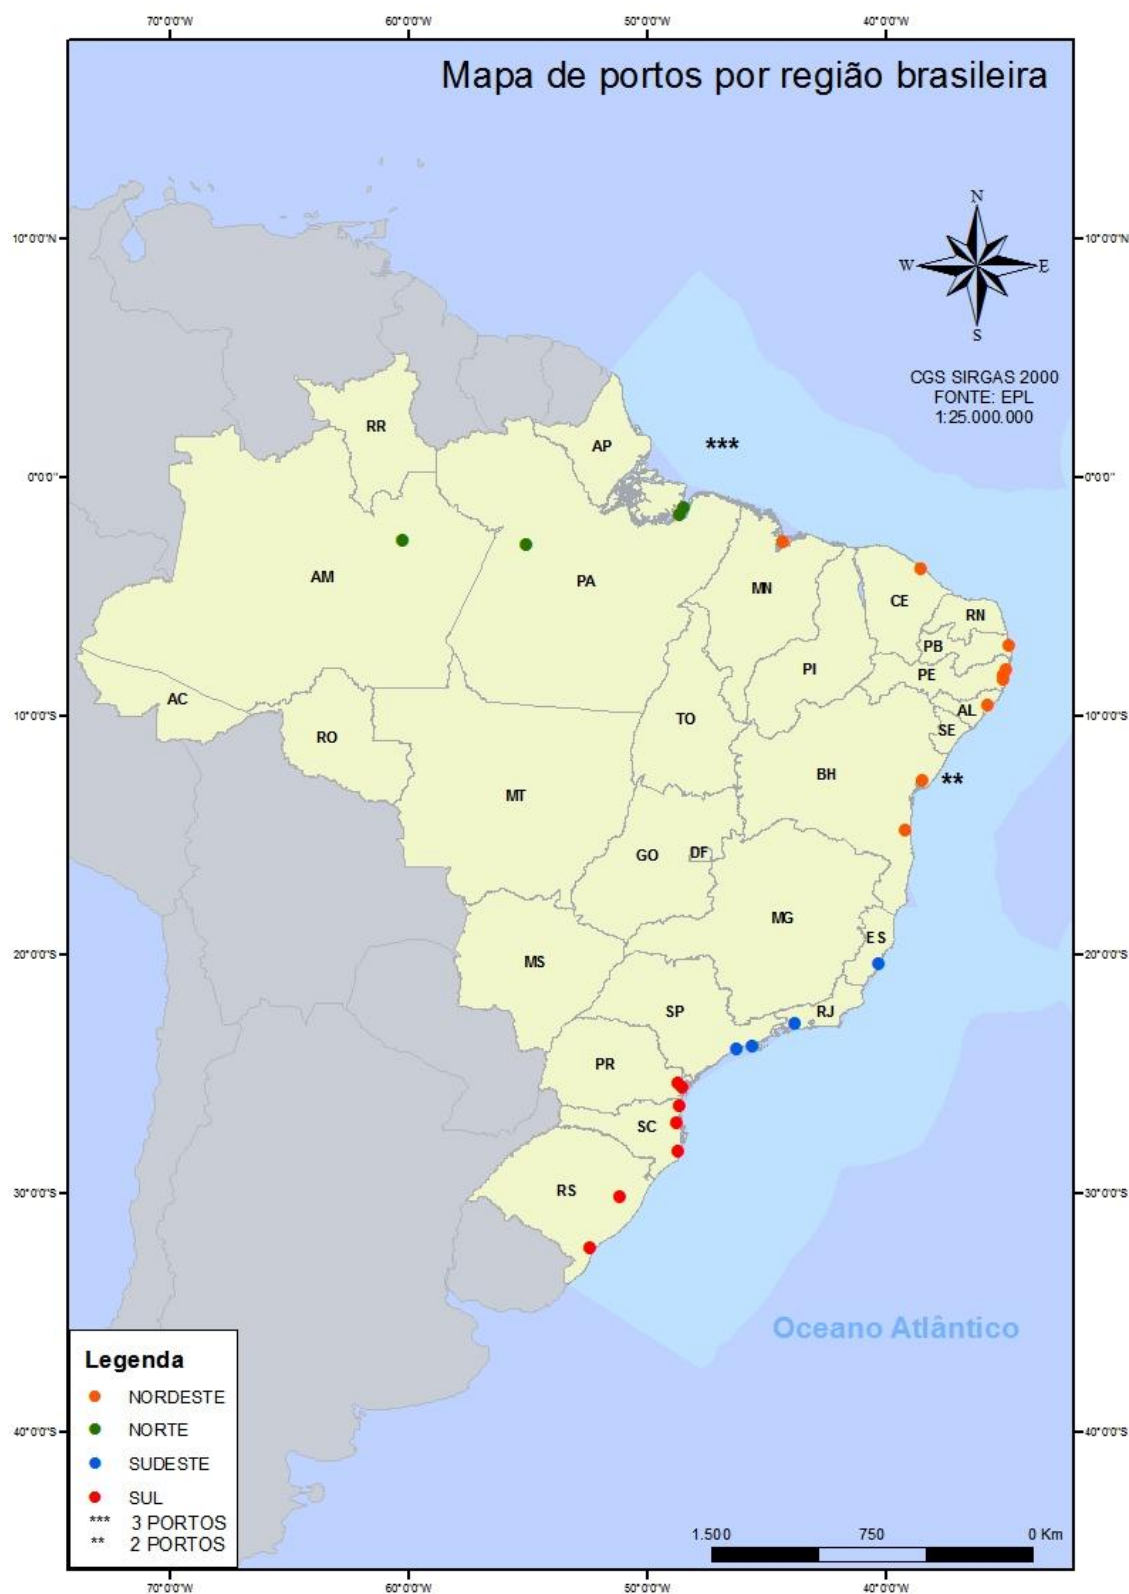 70°0'0"W 60°0'0"W 50°0'0"W 40°0'0"W
Mapa de portos por região brasileira
N
W E
S
10°0'0"N 10°0'0"N
CGS SIRGAS 2000
FONTE: EPL
1:25.000.000
RR
AP
***
0°0'0" 0°0'0"
AM
PA
MN
CE
RN
PB
PE
PI
AC
TO
AL
SE
10°0'0"S 10°0'0"S
RO
BH
**
MT
GO
DF
MG
ES
20°0'0"S 20°0'0"S
MS
SP
RJ
PR
SC
RS
30°0'0"S 30°0'0"S
Oceano Atlântico
Legenda
NORDESTE
NORTE
40°0'0"S 40°0'0"S
SUDESTE
SUL
*** 3 PORTOS
** 2 PORTOS
1.500 750 0 Km
70°0'0"W 60°0'0"W 50°0'0"W 40°0'0"W